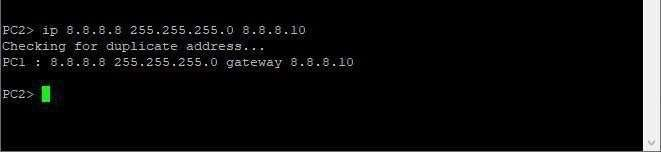 PC2> ip 8.8.8.8 255.255.255.0 8.8.8.10
Checking for duplicate address...
PC1 : 8.8.8.8 255.255.255.0 gateway 8.8.8.10
PC2>